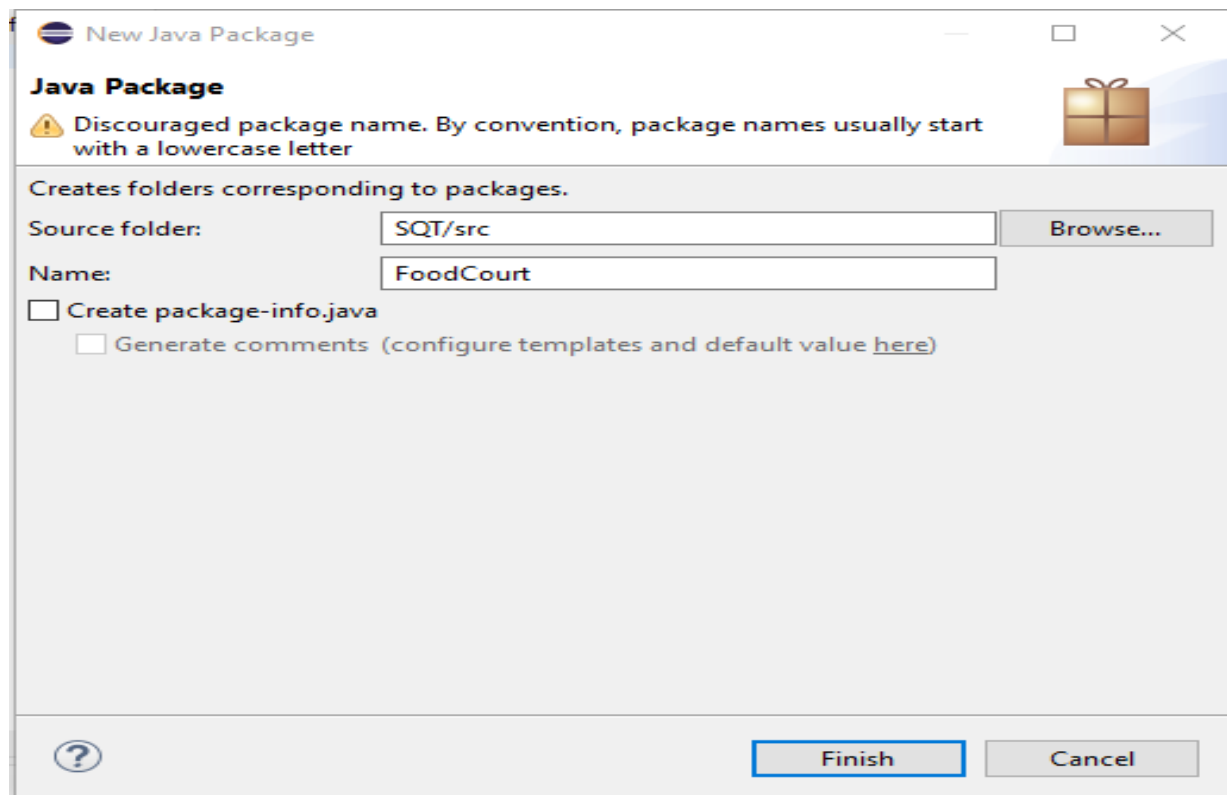 New Java Package
Java Package
Discouraged package name. By convention, package names usually start
with a lowercase letter
Creates folders corresponding to packages.
Source folder: SQT/src Browse...
Name: FoodCourt
Create package-info.java
Generate comments (configure templates and default value here)
? Finish Cancel